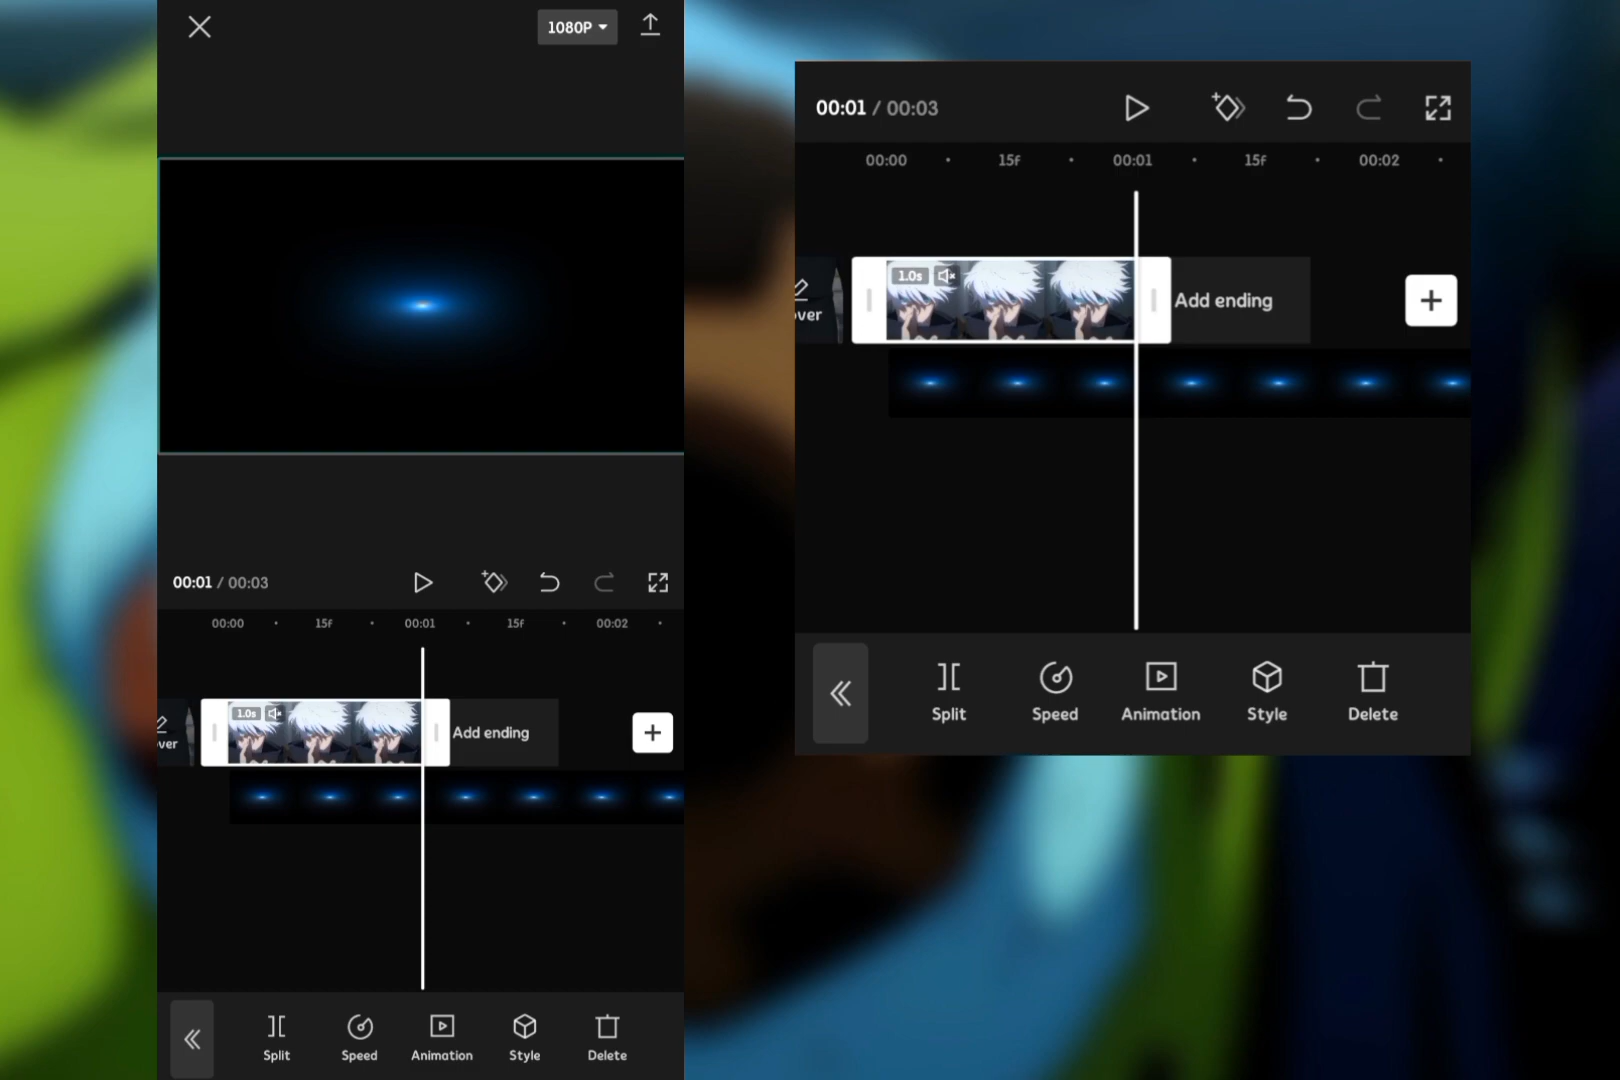 1080P
00:01 / 00:03
00:00
15f
00:01
15f
00:02
1.0s
ver
Add ending
+
Split
Speed
Animation
Style
Delete
00:01 / 00:03
00:00
15f
00:01
15f
00:02
1.0s
over
Add ending
+
Split
Speed
Animation
Style
Delete